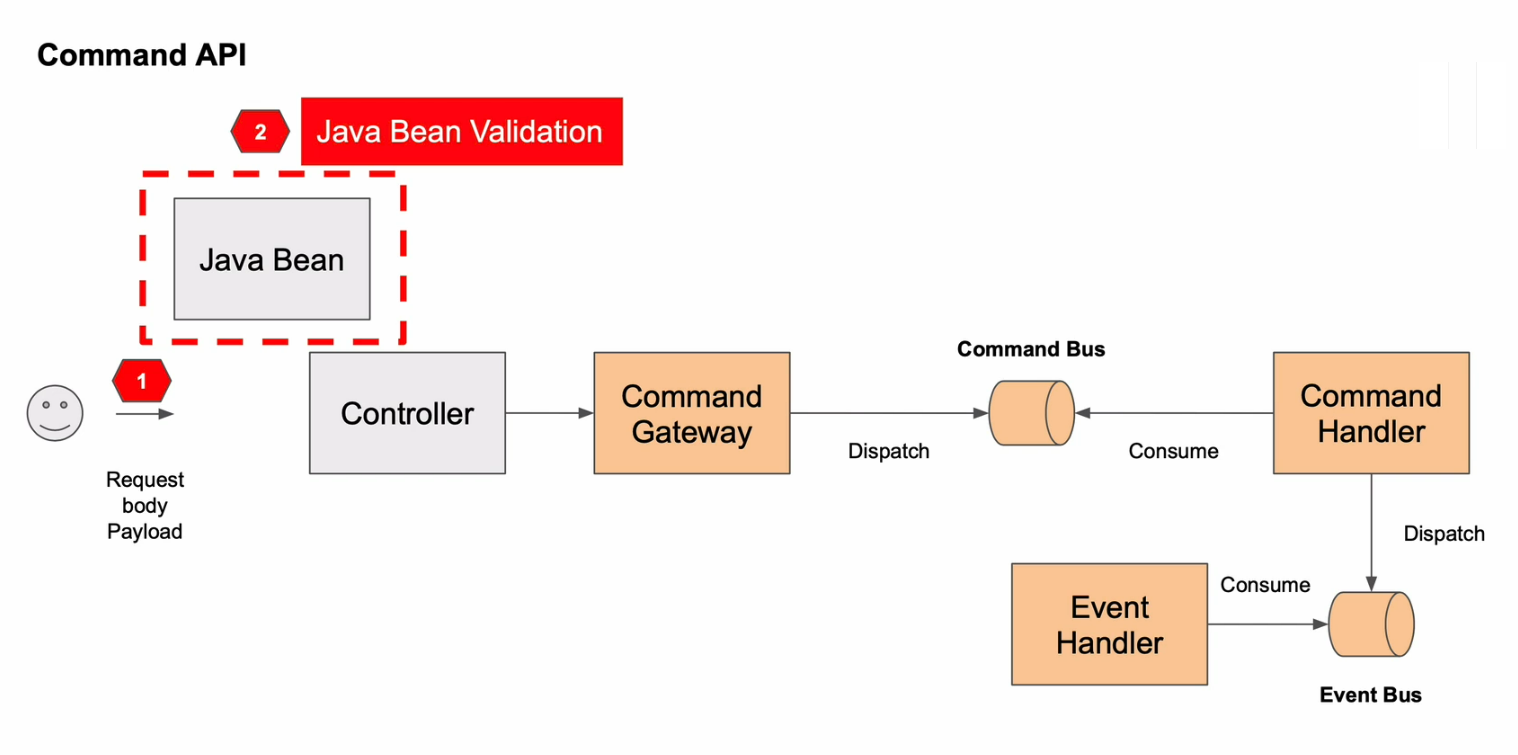 Command API
2
Java Bean Validation
Java Bean
1
Request
body
Payload
Controller
Command
Gateway
Dispatch
Command Bus
Consume
Command
Handler
Dispatch
Event
Handler
Consume
Event Bus